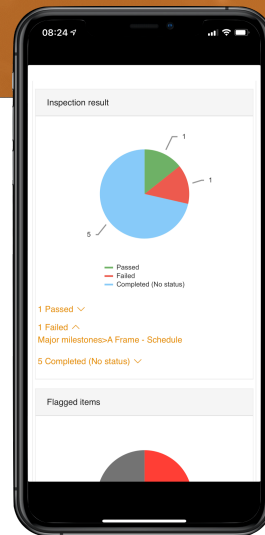 08:24
Inspection result
1
1
5
Passed
Failed
Completed (No status)
1 Passed
1 Failed
Major milestones>A Frame - Schedule
5 Completed (No status)
Flagged items